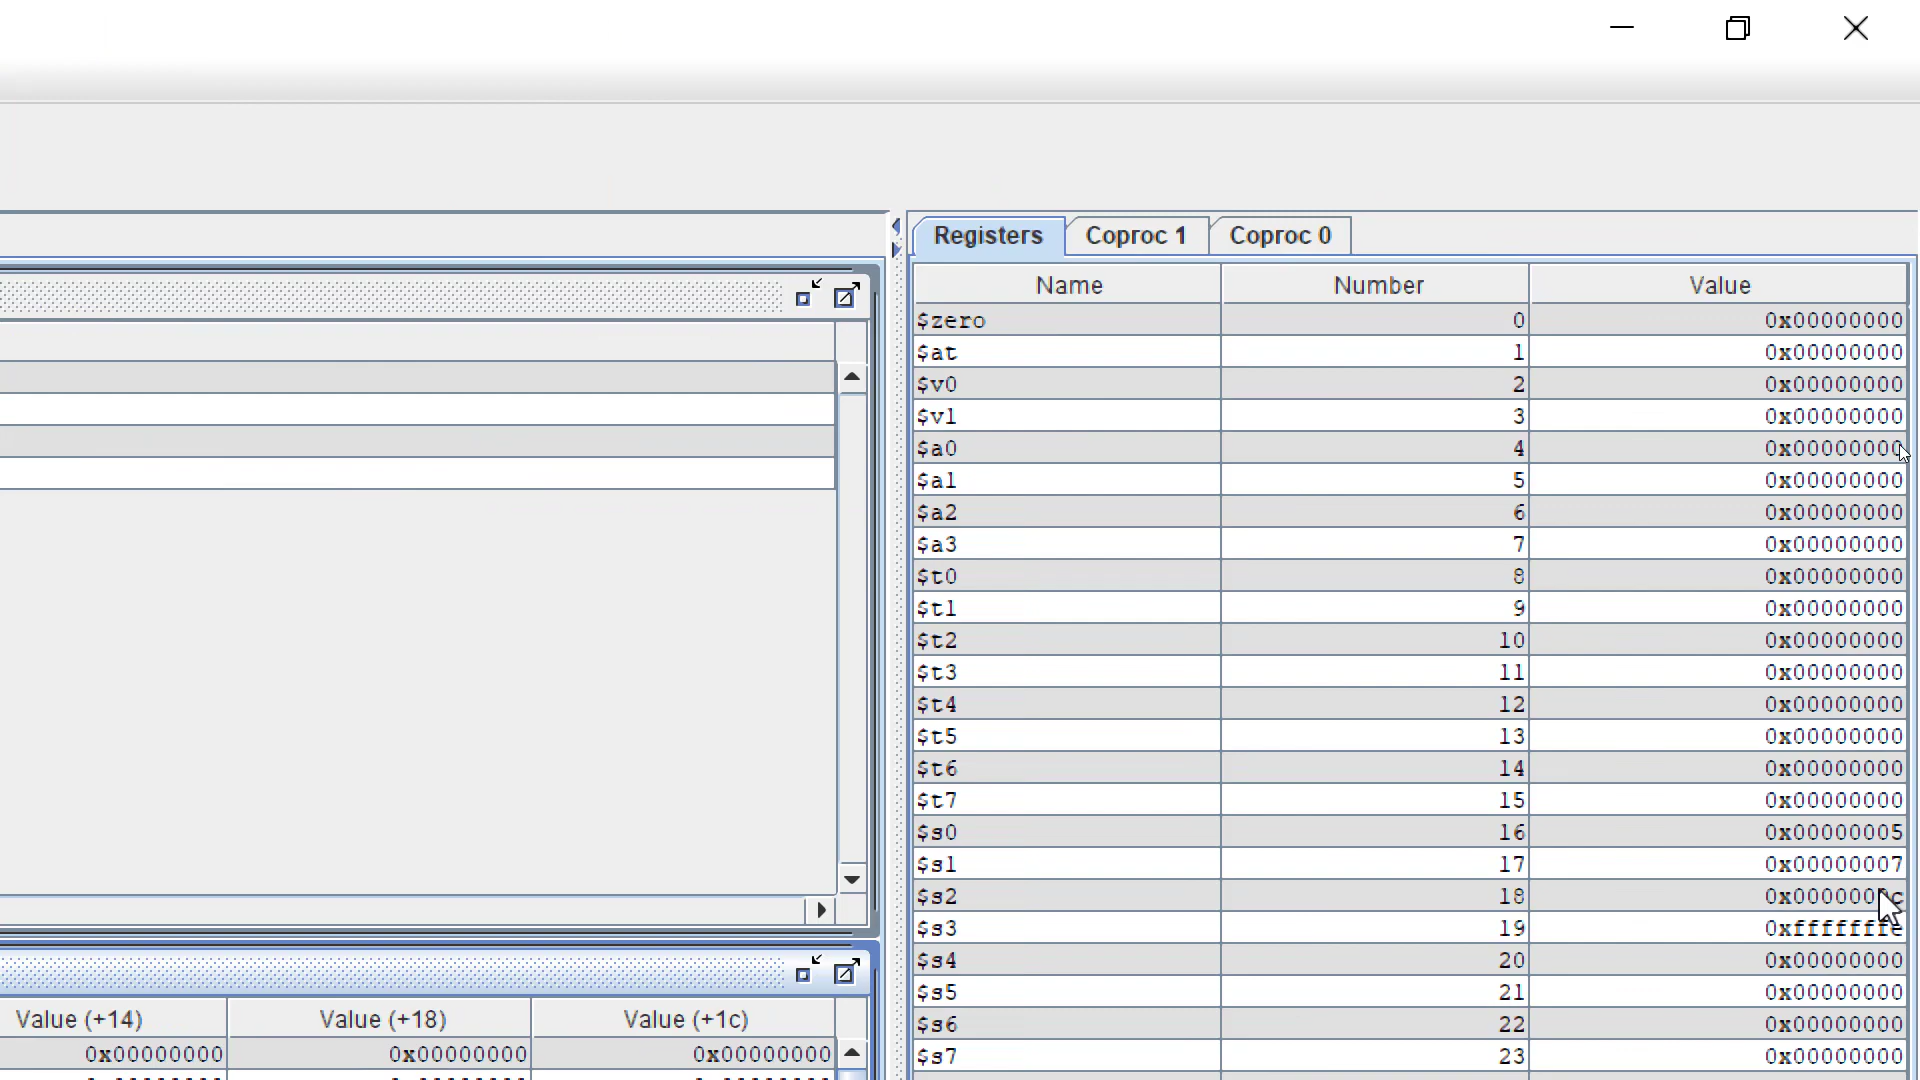 Registers Coproc 1 Coproc 0
Name Number Value
$zero 0 0x00000000
$at 1 0x00000000
$v0 2 0x00000000
$v1 3 0x00000000
$a0 4 0x00000000
$a1 5 0x00000000
$a2 6 0x00000000
$a3 7 0x00000000
$t0 8 0x00000000
$t1 9 0x00000000
$t2 10 0x00000000
$t3 11 0x00000000
$t4 12 0x00000000
$t5 13 0x00000000
$t6 14 0x00000000
$t7 15 0x00000000
$s0 16 0x00000005
$s1 17 0x00000007
$s2 18 0x0000000c
$s3 19 0xfffffffe
$s4 20 0x00000000
$s5 21 0x00000000
$s6 22 0x00000000
$s7 23 0x00000000
Value (+14) Value (+18) Value (+1c)
0x00000000 0x00000000 0x00000000